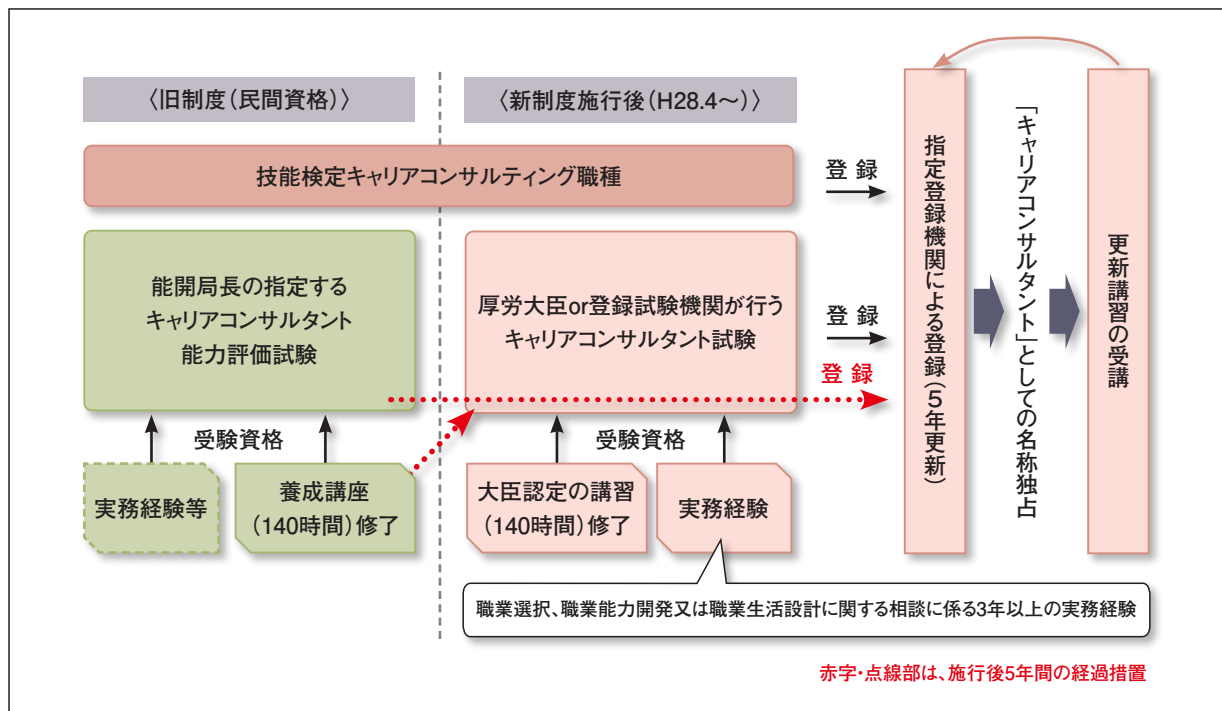 〈旧制度（民間資格）〉
〈新制度施行後（H28.4～）〉
技能検定キャリアコンサルティング職種
登 録
能開局長の指定する
キャリアコンサルタント
能力評価試験
厚労大臣or登録試験機関が行う
キャリアコンサルタント試験
登 録
登 録
受験資格
受験資格
実務経験等
養成講座
（140時間）修了
大臣認定の講習
（140時間）修了
実務経験
職業選択、職業能力開発又は職業生活設計に関する相談に係る3年以上の実務経験
指定登録機関による登録（５年更新）
「キャリアコンサルタント」としての名称独占
更新講習の受講
赤字・点線部は、施行後5年間の経過措置